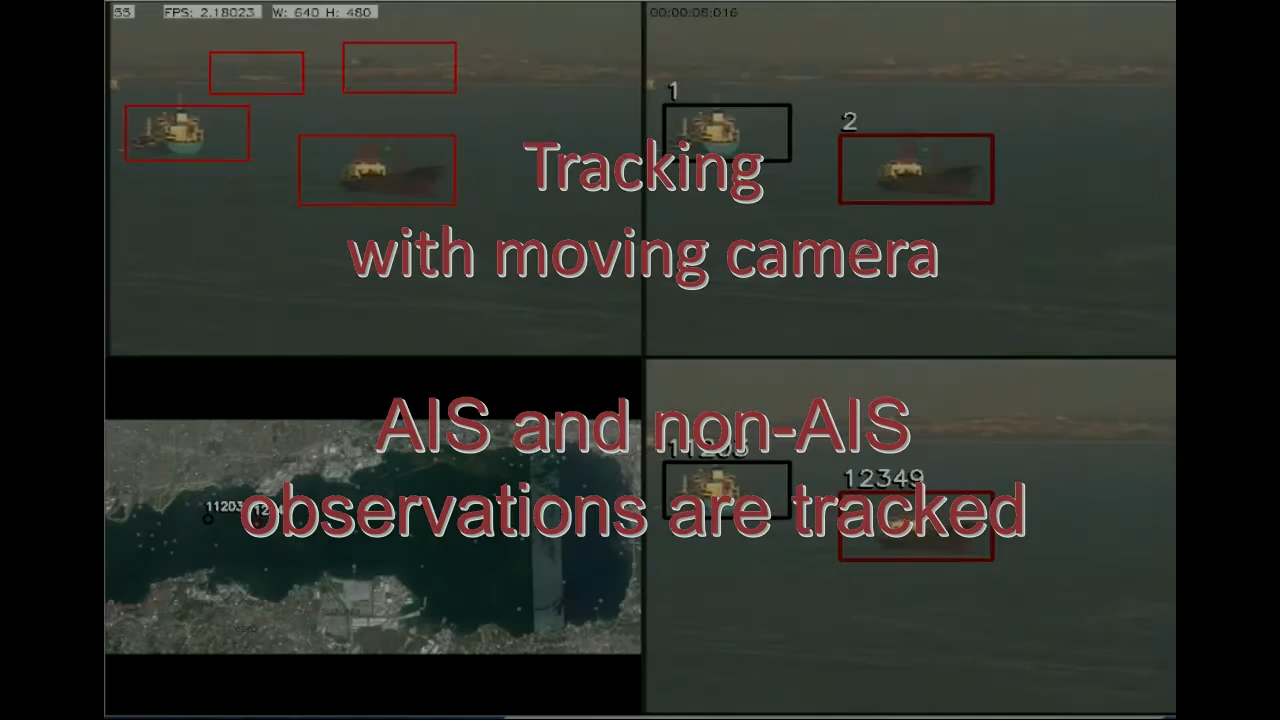 FPS: 2.18023
W: 640 H: 480
00:00:05:016
1
2
Tracking
with moving camera
AIS and non-AIS
observations are tracked
12349
11203